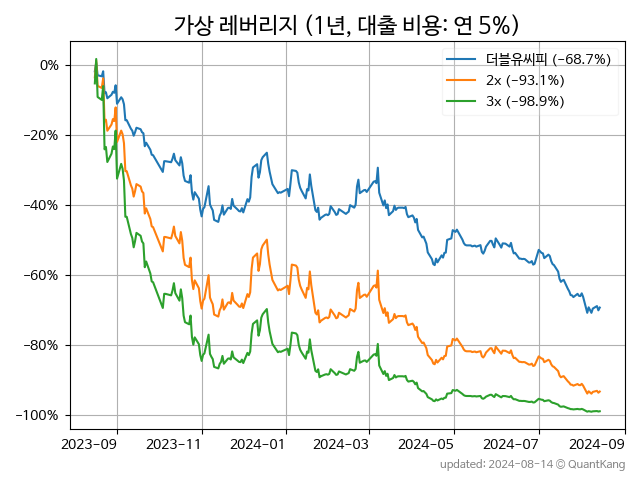 가상 레버리지 (1년, 대출 비용: 연 5%)
더블유씨피 (−68.7%)
2x (−93.1%)
3x (−98.9%)
0%
−20%
−40%
−60%
−80%
−100%
2023-09 2023-11 2024-01 2024-03 2024-05 2024-07 2024-09
updated: 2024-08-14 © QuantKang